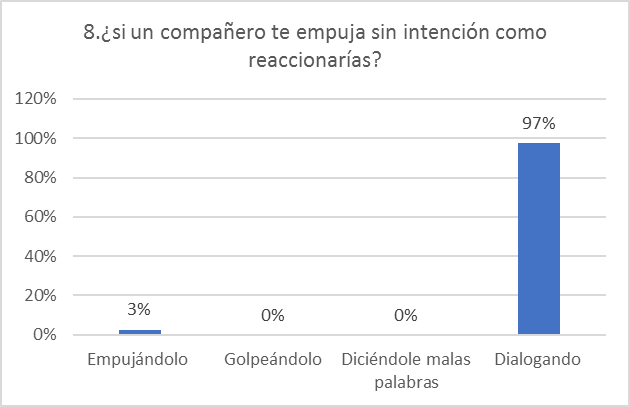 8.¿si un compañero te empuja sin intención como
reaccionarías?
120%
100%
80%
60%
40%
20%
0%
3%
0%
0%
97%
Empujándolo
Golpeándolo
Diciéndole malas
palabras
Dialogando